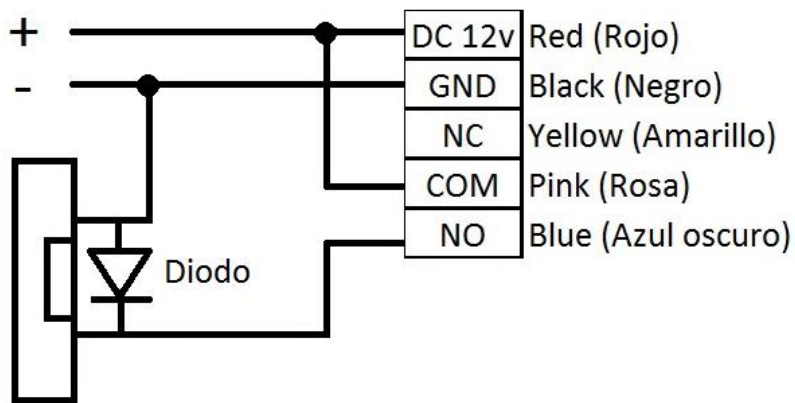 + DC 12v Red (Rojo)
- GND Black (Negro)
NC Yellow (Amarillo)
COM Pink (Rosa)
NO Blue (Azul oscuro)
Diodo